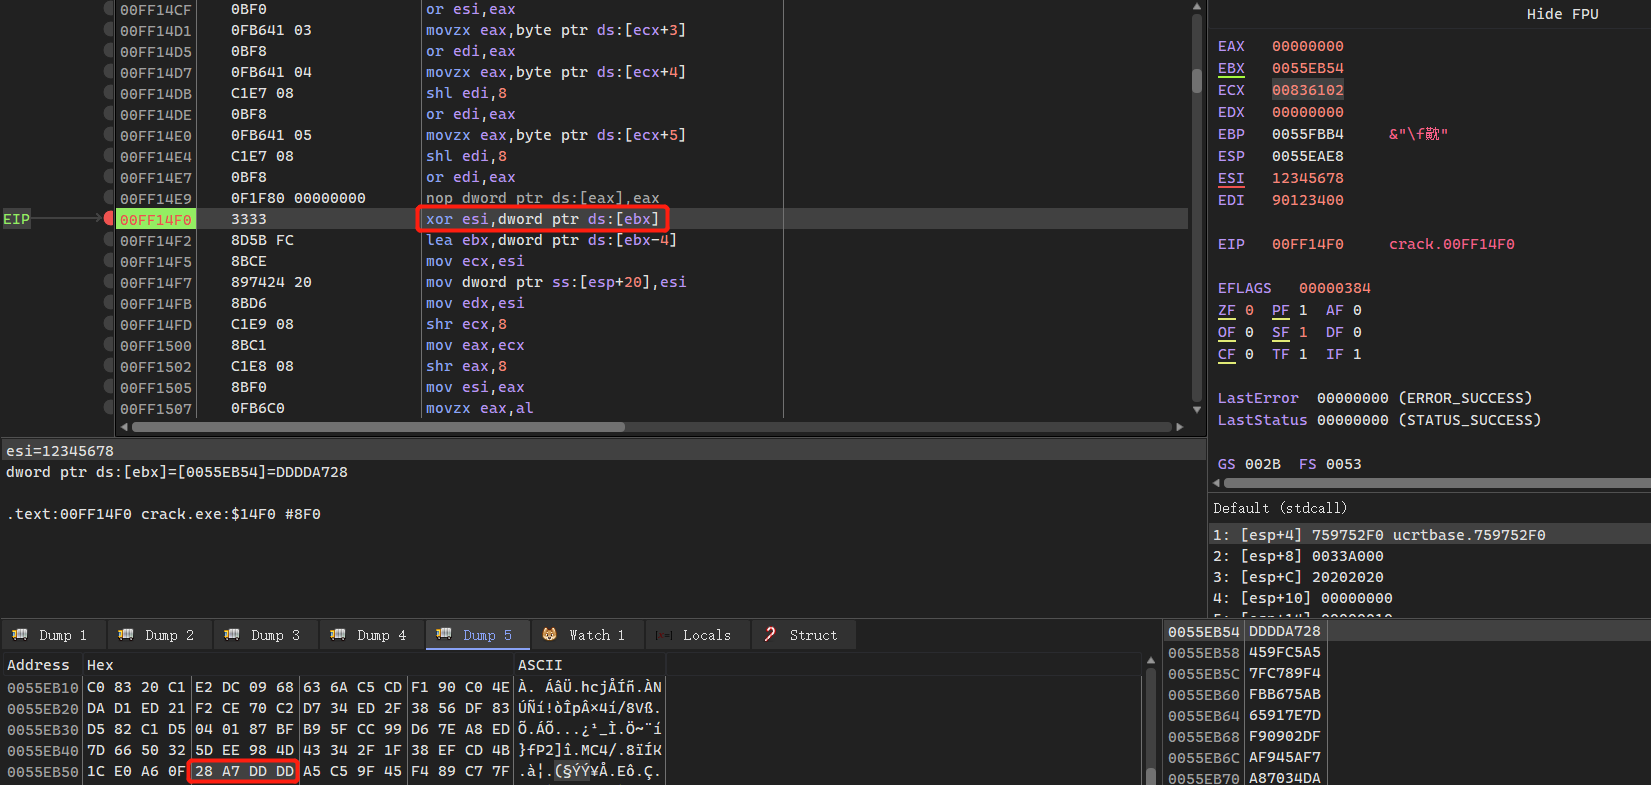 00FF14CF 0BF0 or esi,eax
00FF14D1 0FB641 03 movzx eax,byte ptr ds:[ecx+3]
00FF14D5 0BF8 or edi,eax
00FF14D7 0FB641 04 movzx eax,byte ptr ds:[ecx+4]
00FF14DB C1E7 08 shl edi,8
00FF14DE 0BF8 or edi,eax
00FF14E0 0FB641 05 movzx eax,byte ptr ds:[ecx+5]
00FF14E4 C1E7 08 shl edi,8
00FF14E7 0BF8 or edi,eax
00FF14E9 0F1F80 00000000 nop dword ptr ds:[eax],eax
EIP 00FF14F0 3333 xor esi,dword ptr ds:[ebx]
00FF14F2 8D5B FC lea ebx,dword ptr ds:[ebx-4]
00FF14F5 8BCE mov ecx,esi
00FF14F7 897424 20 mov dword ptr ss:[esp+20],esi
00FF14FB 8BD6 mov edx,esi
00FF14FD C1E9 08 shr ecx,8
00FF1500 8BC1 mov eax,ecx
00FF1502 C1E8 08 shr eax,8
00FF1505 8BF0 mov esi,eax
00FF1507 0FB6C0 movzx eax,al
Hide FPU
EAX 00000000
EBX 0055EB54
ECX 00836102
EDX 00000000
EBP 0055FBB4 &"\f
ESP 0055EAE8
ESI 12345678
EDI 90123400
EIP 00FF14F0 crack.00FF14F0
EFLAGS 00000384
ZF 0 PF 1 AF 0
OF 0 SF 1 DF 0
CF 0 TF 1 IF 1
LastError 00000000 (ERROR_SUCCESS)
LastStatus 00000000 (STATUS_SUCCESS)
GS 002B FS 0053
esi=12345678
dword ptr ds:[ebx]=[0055EB54]=DDDDA728
.text:00FF14F0 crack.exe:$14F0 #8F0
Default (stdcall)
1: [esp+4] 759752F0 ucrtbase.759752F0
2: [esp+8] 0033A000
3: [esp+C] 20202020
4: [esp+10] 00000000
Dump 1 Dump 2 Dump 3 Dump 4 Dump 5 Watch 1 Locals Struct
Address Hex ASCII
0055EB10 C0 83 20 C1 E2 DC 09 68 63 6A C5 CD F1 90 C0 4E À. ÁâÜ.hcjÅÍñ.ÀN
0055EB20 DA D1 ED 21 F2 CE 70 C2 D7 34 ED 2F 38 56 DF 83 ÚÑí!òÎpÂ×4í/8Vß.
0055EB30 D5 82 C1 D5 04 01 87 BF B9 5F CC 99 D6 7E A8 ED Õ.ÁÕ...¿¹_Ì.Ö~¨í
0055EB40 7D 66 50 32 5D EE 98 4D 43 34 2F 1F 38 EF CD 4B }fP2]î.MC4/.8ïÍK
0055EB50 1C E0 A6 0F 28 A7 DD DD A5 C5 9F 45 F4 89 C7 7F .à¦.(§ÝÝ¥Å.Eô.Ç.
0055EB54 DDDDA728
0055EB58 459FC5A5
0055EB5C 7FC789F4
0055EB60 FBB675AB
0055EB64 65917E7D
0055EB68 F90902DF
0055EB6C AF945AF7
0055EB70 A87034DA